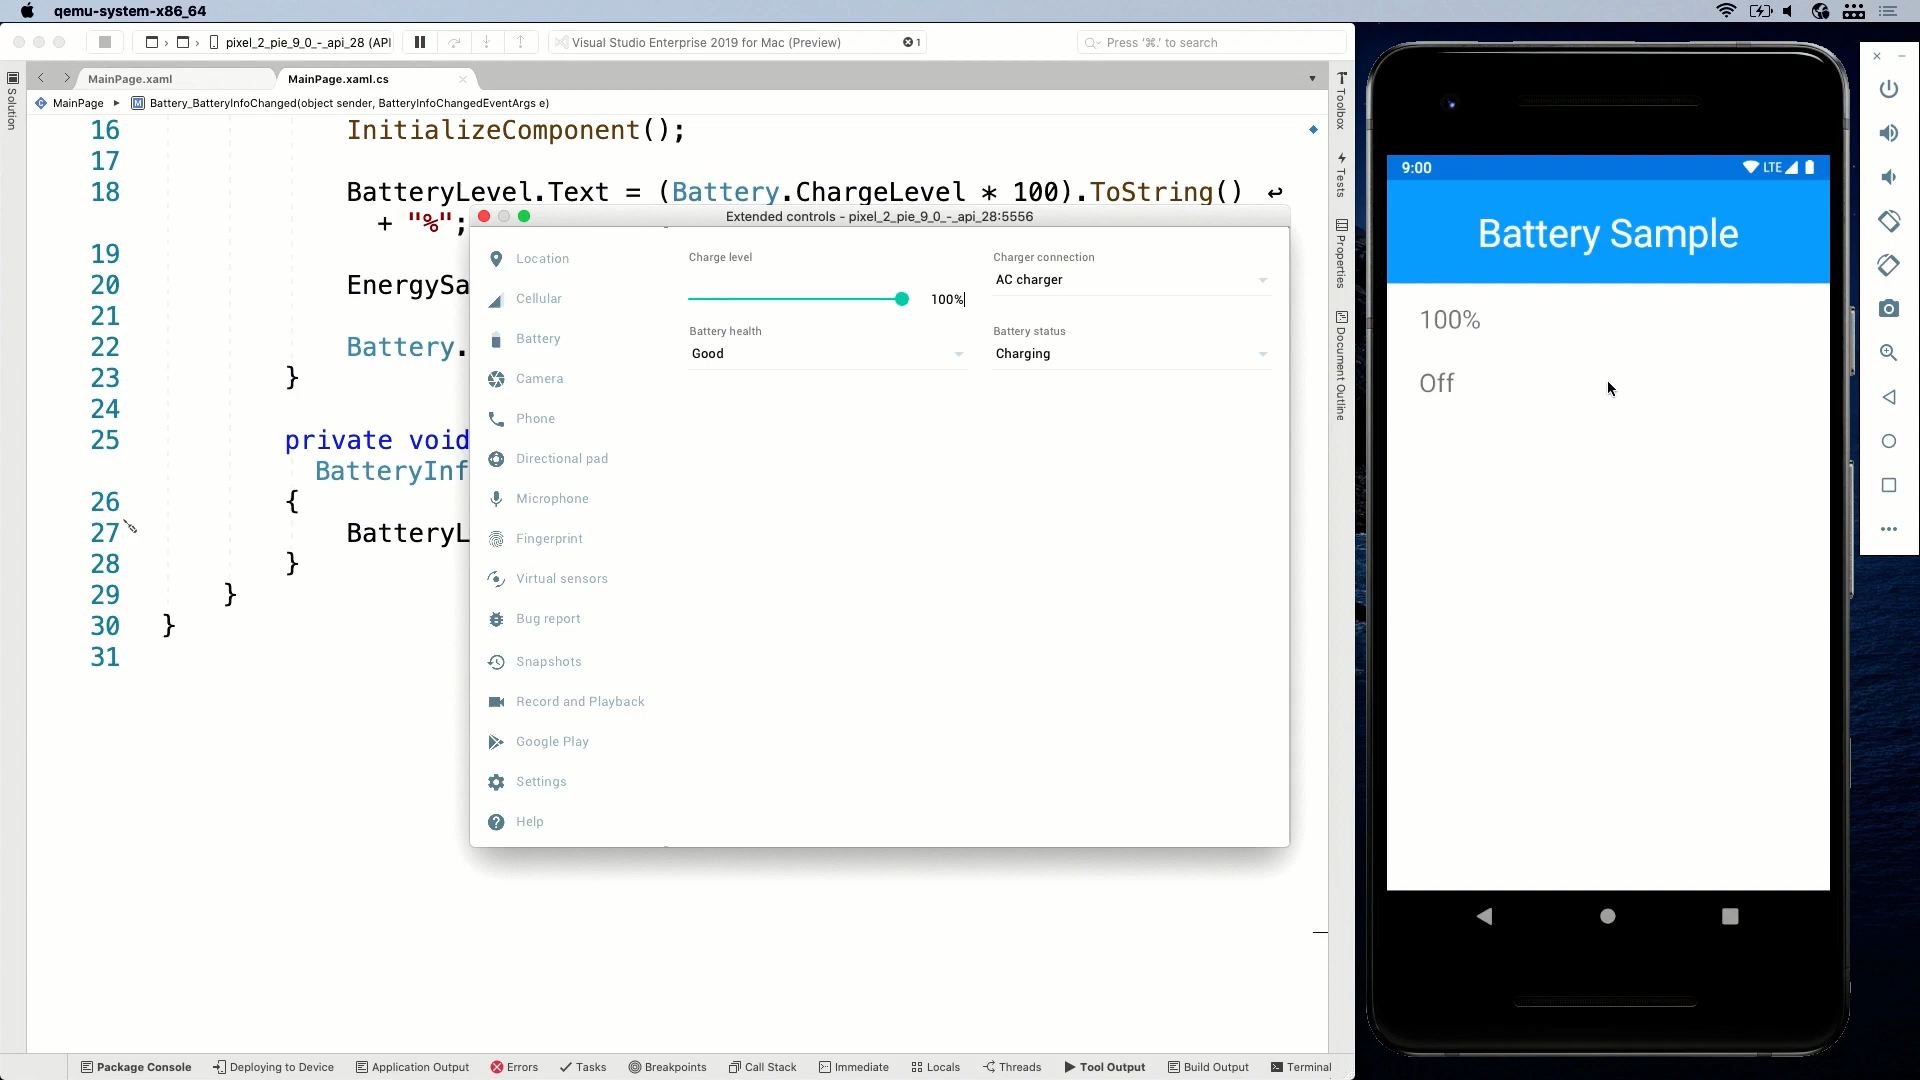 qemu-system-x86_64
pixel_2_pie_9_0_-_api_28 (API
Visual Studio Enterprise 2019 for Mac (Preview)
1
Press '⌘.' to search
Solution
MainPage.xaml
MainPage.xaml.cs
MainPage
M
Battery_BatteryInfoChanged(object sender, BatteryInfoChangedEventArgs e)
16 InitializeComponent();
17
18 BatteryLevel.Text = (Battery.ChargeLevel * 100).ToString()
+ "%";
19
20 EnergySa
21
22 Battery.
23 }
24
25 private void
BatteryInf
26 {
27 BatteryL
28 }
29 }
30 }
31
Extended controls - pixel_2_pie_9_0_-_api_28:5556
Location
Cellular
Battery
Camera
Phone
Directional pad
Microphone
Fingerprint
Virtual sensors
Bug report
Snapshots
Record and Playback
Google Play
Settings
Help
Charge level
100%
Charger connection
AC charger
Battery health
Good
Battery status
Charging
Toolbox
Tests
Properties
Document Outline
9:00
LTE
Battery Sample
100%
Off
Package Console
Deploying to Device
Application Output
Errors
Tasks
Breakpoints
Call Stack
Immediate
Locals
Threads
Tool Output
Build Output
Terminal